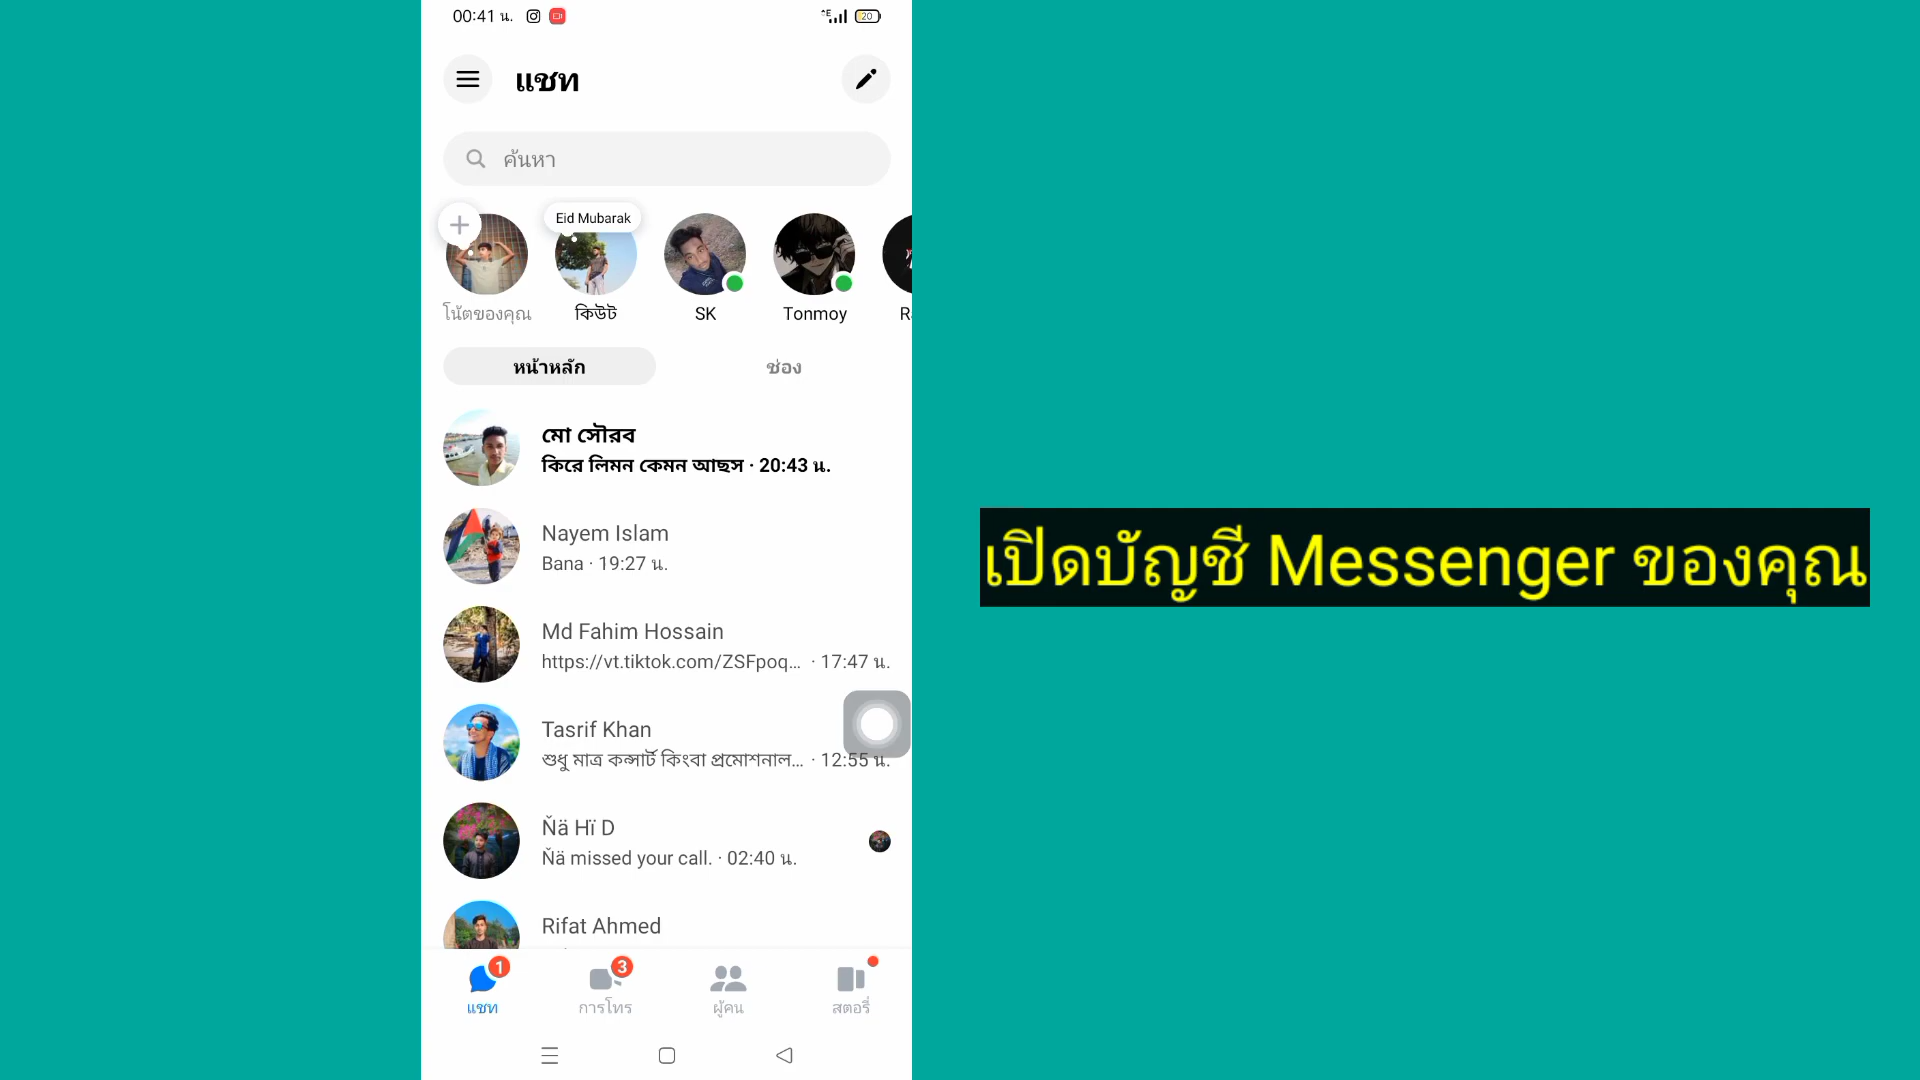 00:41 น.
20
แชท
ค้นหา
Eid Mubarak
โน้ตของคุณ
কিউট
SK
Tonmoy
หน้าหลัก
ช่อง
মো সৌরব
কিরে লিমন কেমন আছস · 20:43 น.
Nayem Islam
Bana · 19:27 น.
Md Fahim Hossain
https://vt.tiktok.com/ZSFpoq... · 17:47 น.
Tasrif Khan
শুধু মাত্র কন্সার্ট কিংবা প্রমোশনাল... · 12:55 น.
Ňä Hï D
Ňä missed your call. · 02:40 น.
Rifat Ahmed
1
3
แชท
การโทร
ผู้คน
สตอรี่
เปิดบัญชี Messenger ของคุณ